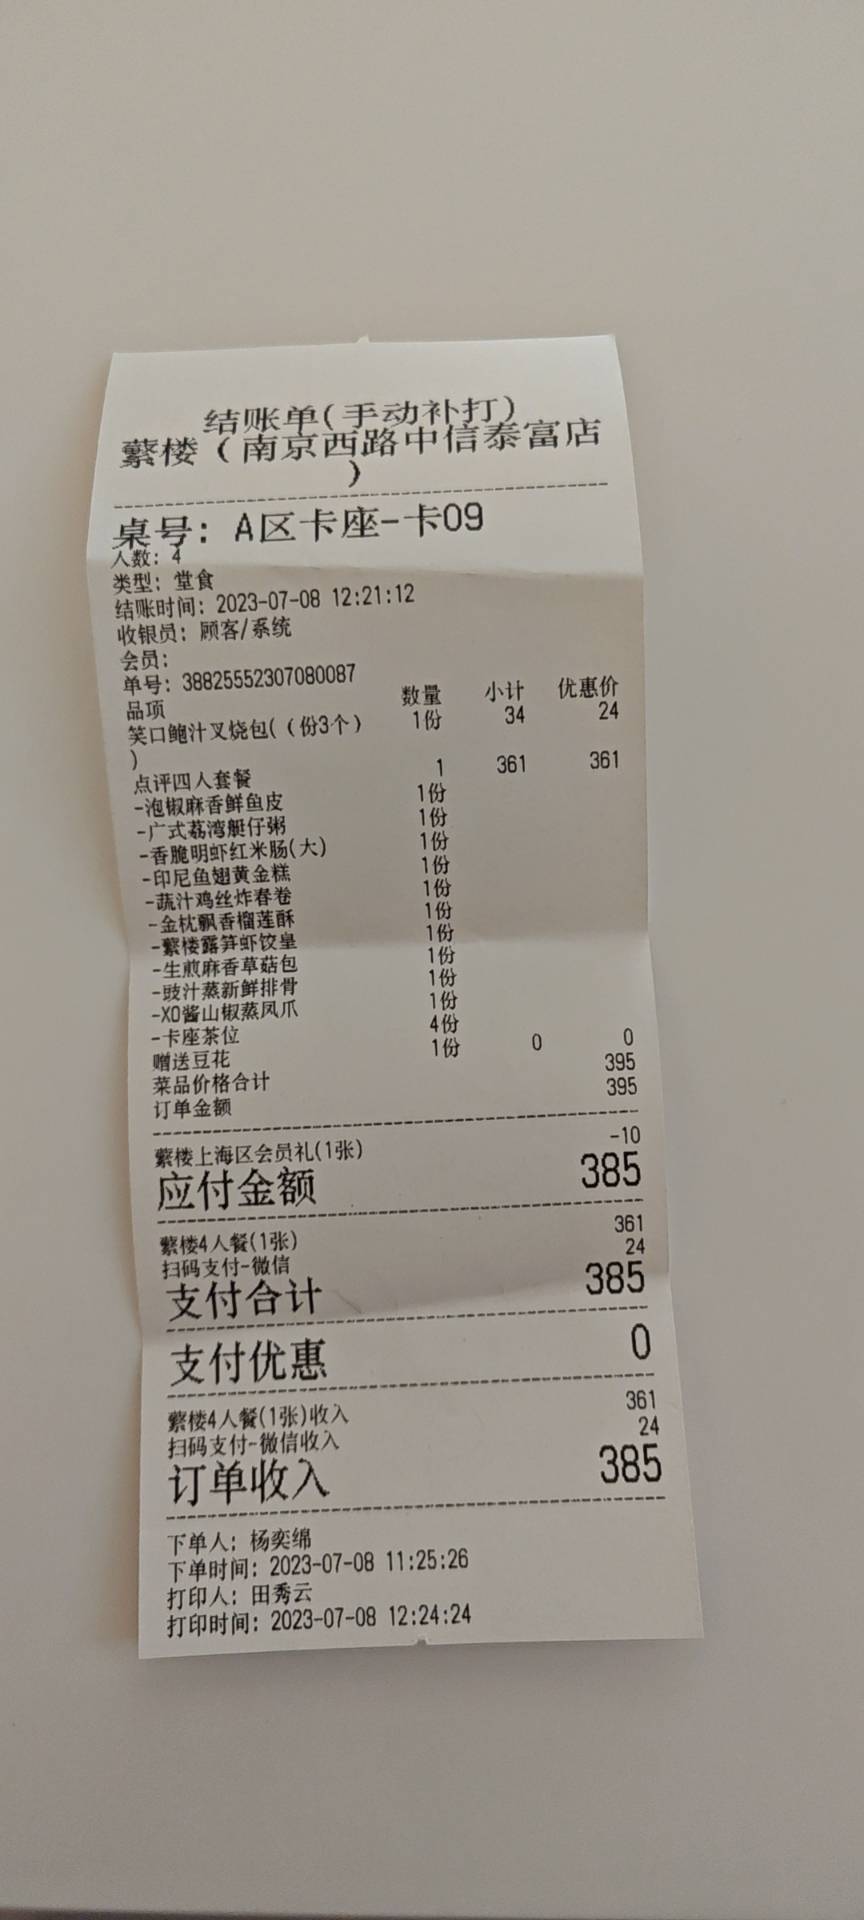 结账单(手动补打)
蘩楼（南京西路中信泰富店
）
桌号: A区卡座-卡09
人数: 4
类型: 堂食
结账时间: 2023-07-08 12:21:12
收银员: 顾客/系统
会员:
单号: 38825552307080087
品项 数量 小计 优惠价
笑口鲍汁叉烧包(（份3个） 1份 34 24
)
点评四人套餐 1 361 361
-泡椒麻香鲜鱼皮 1份
-广式荔湾艇仔粥 1份
-香脆明虾红米肠(大) 1份
-印尼鱼翅黄金糕 1份
-蔬汁鸡丝炸春卷 1份
-金枕飘香榴莲酥 1份
-蘩楼露笋虾饺皇 1份
-生煎麻香草菇包 1份
-豉汁蒸新鲜排骨 1份
-XO酱山椒蒸凤爪 1份
-卡座茶位 4份
赠送豆花 1份 0 0
菜品价格合计 395
订单金额 395
蘩楼上海区会员礼(1张) -10
应付金额 385
蘩楼4人餐(1张) 361
扫码支付-微信 24
支付合计 385
支付优惠 0
蘩楼4人餐(1张)收入 361
扫码支付-微信收入 24
订单收入 385
下单人: 杨奕绵
下单时间: 2023-07-08 11:25:26
打印人: 田秀云
打印时间: 2023-07-08 12:24:24